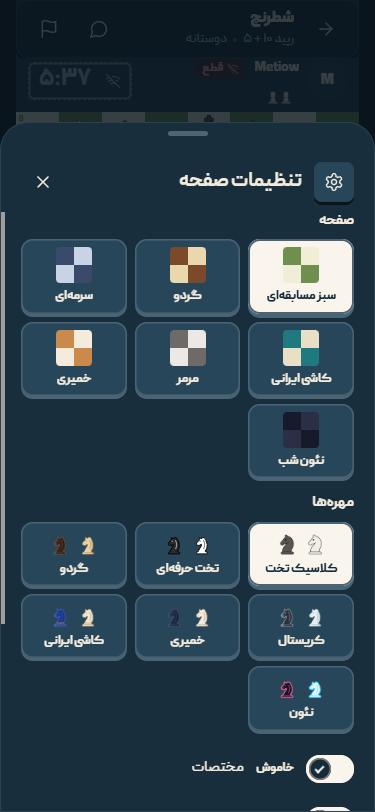 شطرنج
رپید ۱۰+۵ • دوستانه
M
Metiow
قطع
۵:۳۷
تنظیمات صفحه
صفحه
سبز مسابقه‌ای گردو سرمه‌ای
کاشی ایرانی مرمر خمیری
نئون شب
مهره‌ها
کلاسیک تخت تخت حرفه‌ای گردو
کریستال خمیری کاشی ایرانی
نئون
خاموش مختصات